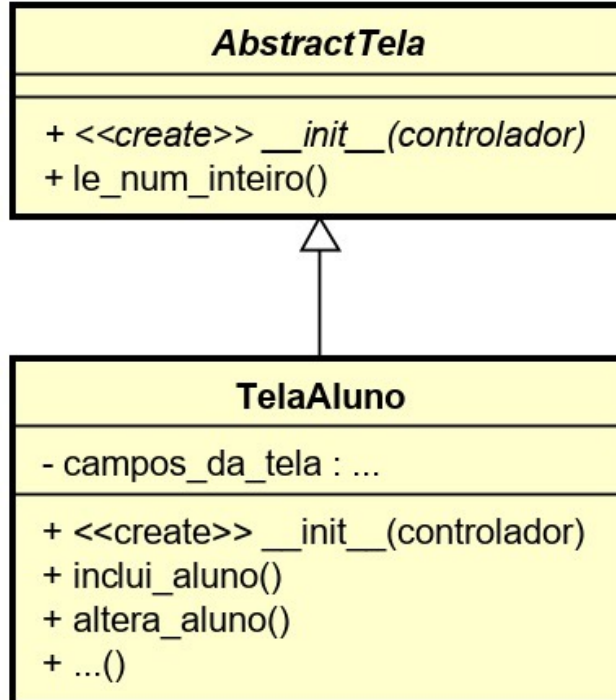 AbstractTela
+ <<create>> __init__(controlador)
+ le_num_inteiro()
TelaAluno
- campos_da_tela : ...
+ <<create>> __init__(controlador)
+ inclui_aluno()
+ altera_aluno()
+ ...()